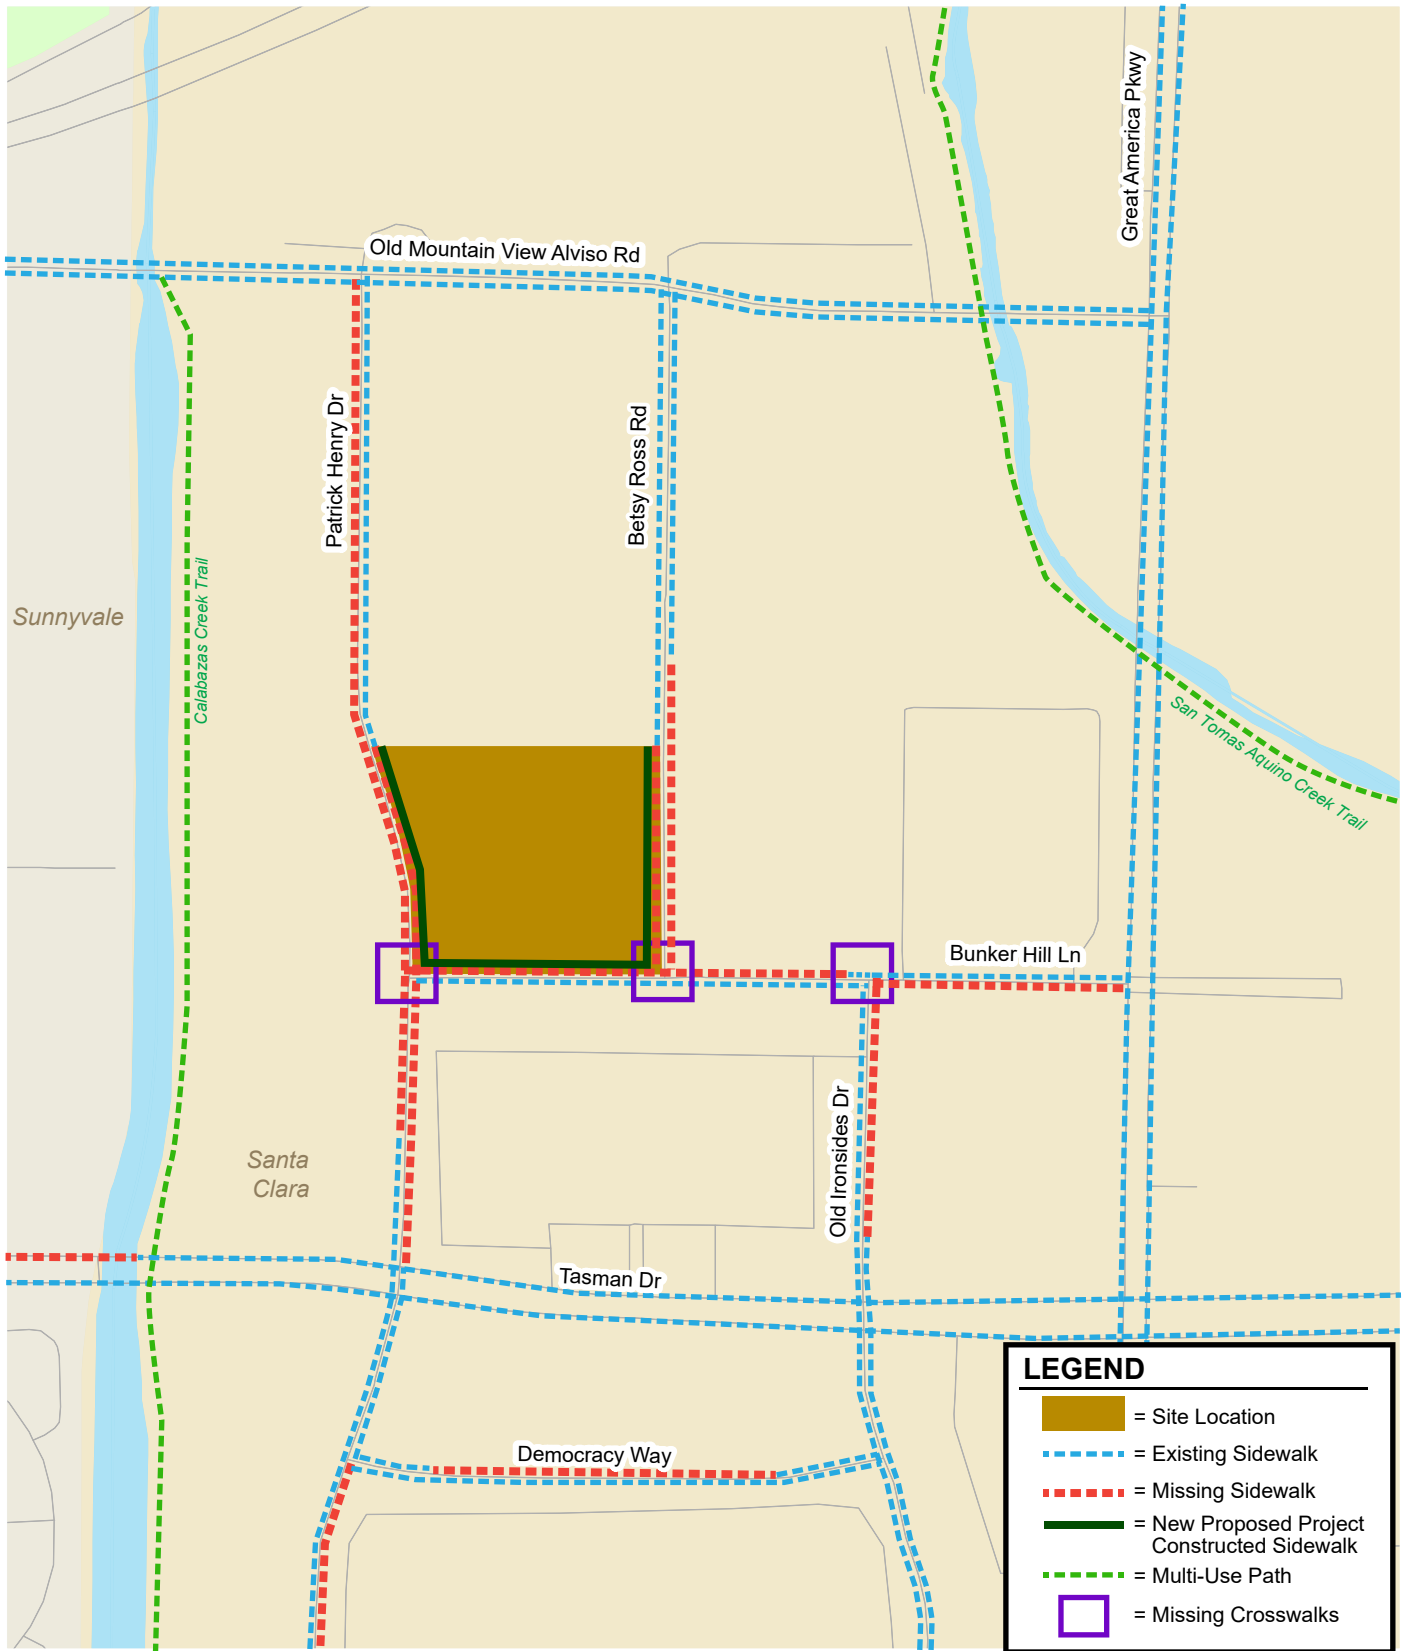 Great America Pkwy
Old Mountain View Alviso Rd
Patrick Henry Dr
Betsy Ross Rd
Sunnyvale
Calabazas Creek Trail
San Tomas Aquino Creek Trail
Bunker Hill Ln
Old Ironsides Dr
Santa
Clara
Tasman Dr
Democracy Way
LEGEND
= Site Location
= Existing Sidewalk
= Missing Sidewalk
= New Proposed Project
Constructed Sidewalk
= Multi-Use Path
= Missing Crosswalks